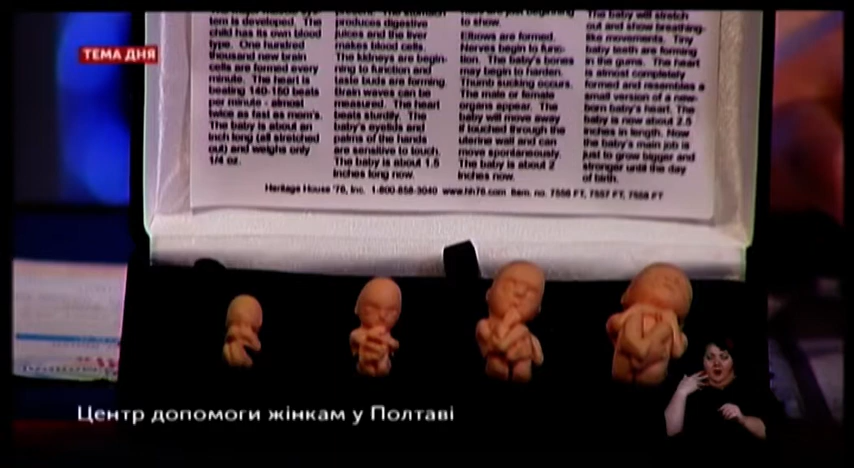 ТЕМА ДНЯ
tem is developed. The
child has its own blood
type. One hundred
thousand new brain
cells are formed every
minute. The heart is
beating 140-150 beats
per minute - almost
twice as fast as mom's.
The baby is about an
inch long (all stretched
out) and weighs only
1/4 oz.
produces digestive
juices and the liver
makes blood cells.
The kidneys are begin-
ning to function and
taste buds are forming.
Brain waves can be
measured. The heart
beats sturdily. The
baby's eyelids and
palms of the hands
are sensitive to touch.
The baby is about 1.5
inches long now.
to show.
Elbows are formed.
Nerves begin to func-
tion. The baby's bones
may begin to harden.
Thumb sucking occurs.
The male or female
organs appear. The
baby will move away
if touched through the
uterine wall and can
move spontaneously.
The baby is about 2
inches now.
The baby will stretch
out and show breathing-
like movements. Tiny
baby teeth are forming
in the gums. The heart
is almost completely
formed and resembles a
small version of a new-
born baby's heart. The
baby is now about 2.5
inches in length. Now
the baby's main job is
just to grow bigger and
stronger until the day
of birth.
Heritage House '76, Inc. 1-800-858-3040 www.hh76.com Item. no. 7556 FT, 7557 FT, 7558 FT
Центр допомоги жінкам у Полтаві